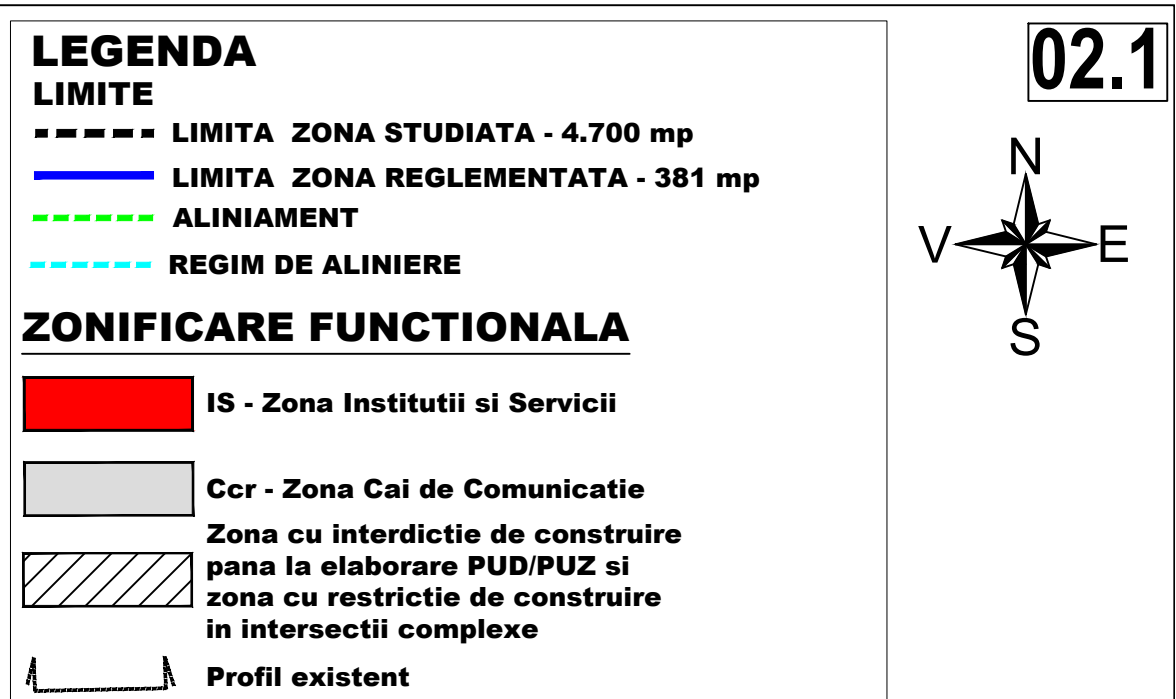 LEGENDA
02.1
LIMITE
LIMITA ZONA STUDIATA - 4.700 mp
LIMITA ZONA REGLEMENTATA - 381 mp
ALINIAMENT
REGIM DE ALINIERE
N
V
E
S
ZONIFICARE FUNCTIONALA
IS - Zona Institutii si Servicii
Ccr - Zona Cai de Comunicatie
Zona cu interdictie de construire
pana la elaborare PUD/PUZ si
zona cu restrictie de construire
in intersectii complexe
Profil existent